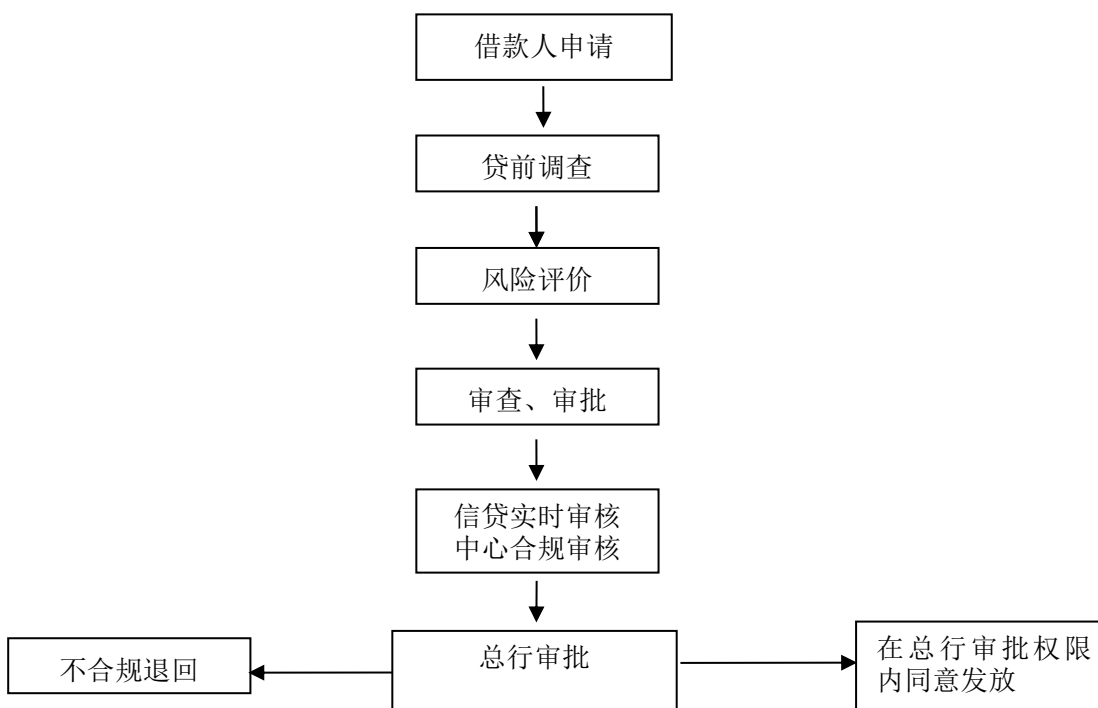 借款人申请
贷前调查
风险评价
审查、审批
信贷实时审核
中心合规审核
总行审批
不合规退回
在总行审批权限
内同意发放